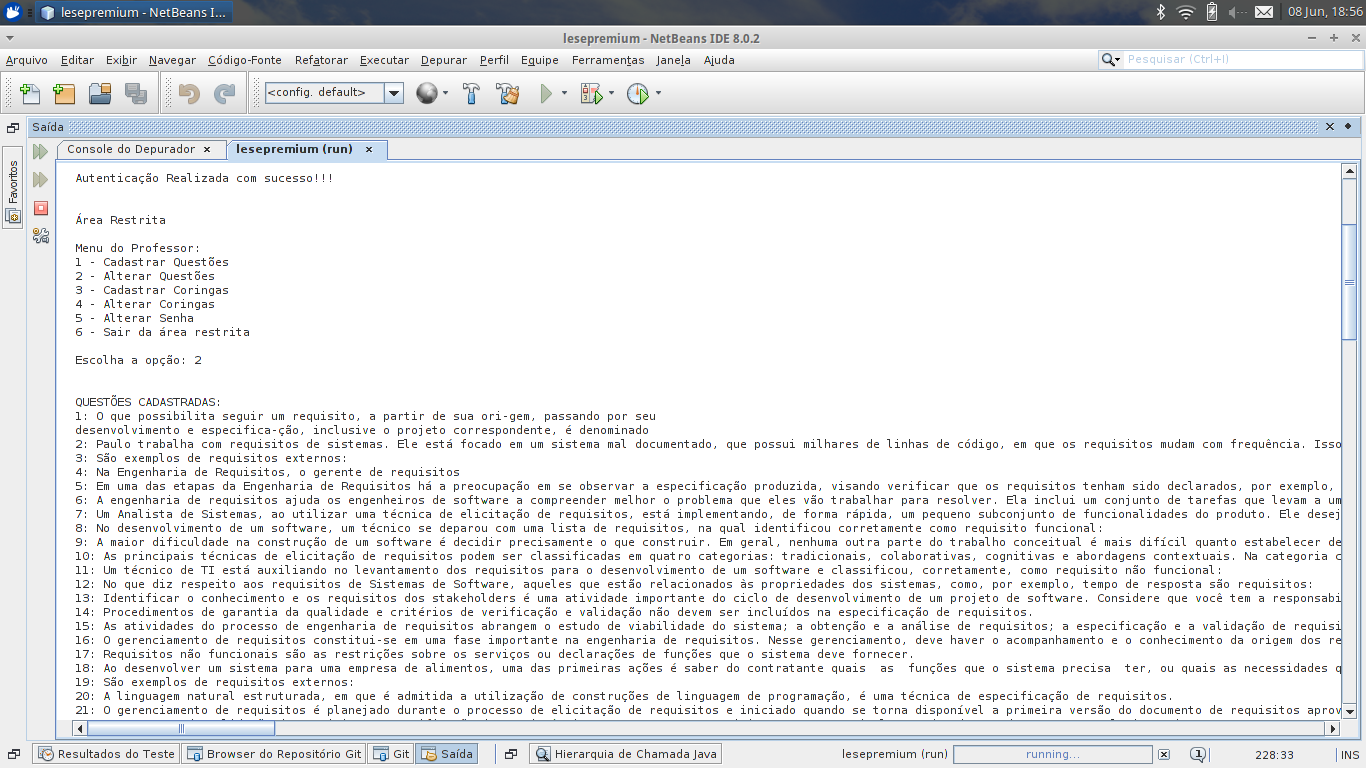 lesepremium - NetBeans I...
08 Jun, 18:56
lesepremium - NetBeans IDE 8.0.2
Arquivo Editar Exibir Navegar Código-Fonte Refatorar Executar Depurar Perfil Equipe Ferramentas Janela Ajuda
Pesquisar (Ctrl+I)
<config. default>
Saída
Favoritos
Console do Depurador
lesepremium (run)
Autenticação Realizada com sucesso!!!
Área Restrita
Menu do Professor:
1 - Cadastrar Questões
2 - Alterar Questões
3 - Cadastrar Coringas
4 - Alterar Coringas
5 - Alterar Senha
6 - Sair da área restrita
Escolha a opção: 2
QUESTÕES CADASTRADAS:
1: O que possibilita seguir um requisito, a partir de sua ori-gem, passando por seu
desenvolvimento e especifica-ção, inclusive o projeto correspondente, é denominado
2: Paulo trabalha com requisitos de sistemas. Ele está focado em um sistema mal documentado, que possui milhares de linhas de código, em que os requisitos mudam com frequência. Isso
3: São exemplos de requisitos externos:
4: Na Engenharia de Requisitos, o gerente de requisitos
5: Em uma das etapas da Engenharia de Requisitos há a preocupação em se observar a especificação produzida, visando verificar que os requisitos tenham sido declarados, por exemplo,
6: A engenharia de requisitos ajuda os engenheiros de software a compreender melhor o problema que eles vão trabalhar para resolver. Ela inclui um conjunto de tarefas que levam a um
7: Um Analista de Sistemas, ao utilizar uma técnica de elicitação de requisitos, está implementando, de forma rápida, um pequeno subconjunto de funcionalidades do produto. Ele desej
8: No desenvolvimento de um software, um técnico se deparou com uma lista de requisitos, na qual identificou corretamente como requisito funcional:
9: A maior dificuldade na construção de um software é decidir precisamente o que construir. Em geral, nenhuma outra parte do trabalho conceitual é mais difícil quanto estabelecer de
10: As principais técnicas de elicitação de requisitos podem ser classificadas em quatro categorias: tradicionais, colaborativas, cognitivas e abordagens contextuais. Na categoria c
11: Um técnico de TI está auxiliando no levantamento dos requisitos para o desenvolvimento de um software e classificou, corretamente, como requisito não funcional:
12: No que diz respeito aos requisitos de Sistemas de Software, aqueles que estão relacionados às propriedades dos sistemas, como, por exemplo, tempo de resposta são requisitos:
13: Identificar o conhecimento e os requisitos dos stakeholders é uma atividade importante do ciclo de desenvolvimento de um projeto de software. Considere que você tem a responsabi
14: Procedimentos de garantia da qualidade e critérios de verificação e validação não devem ser incluídos na especificação de requisitos.
15: As atividades do processo de engenharia de requisitos abrangem o estudo de viabilidade do sistema; a obtenção e a análise de requisitos; a especificação e a validação de requisi
16: O gerenciamento de requisitos constitui-se em uma fase importante na engenharia de requisitos. Nesse gerenciamento, deve haver o acompanhamento e o conhecimento da origem dos re
17: Requisitos não funcionais são as restrições sobre os serviços ou declarações de funções que o sistema deve fornecer.
18: Ao desenvolver um sistema para uma empresa de alimentos, uma das primeiras ações é saber do contratante quais  as  funções que o sistema precisa  ter, ou quais as necessidades q
19: São exemplos de requisitos externos:
20: A linguagem natural estruturada, em que é admitida a utilização de construções de linguagem de programação, é uma técnica de especificação de requisitos.
21: O gerenciamento de requisitos é planejado durante o processo de elicitação de requisitos e iniciado quando se torna disponível a primeira versão do documento de requisitos aprov
Resultados do Teste
Browser do Repositório Git
Git
Saída
Hierarquia de Chamada Java
lesepremium (run)
running...
228:33
INS